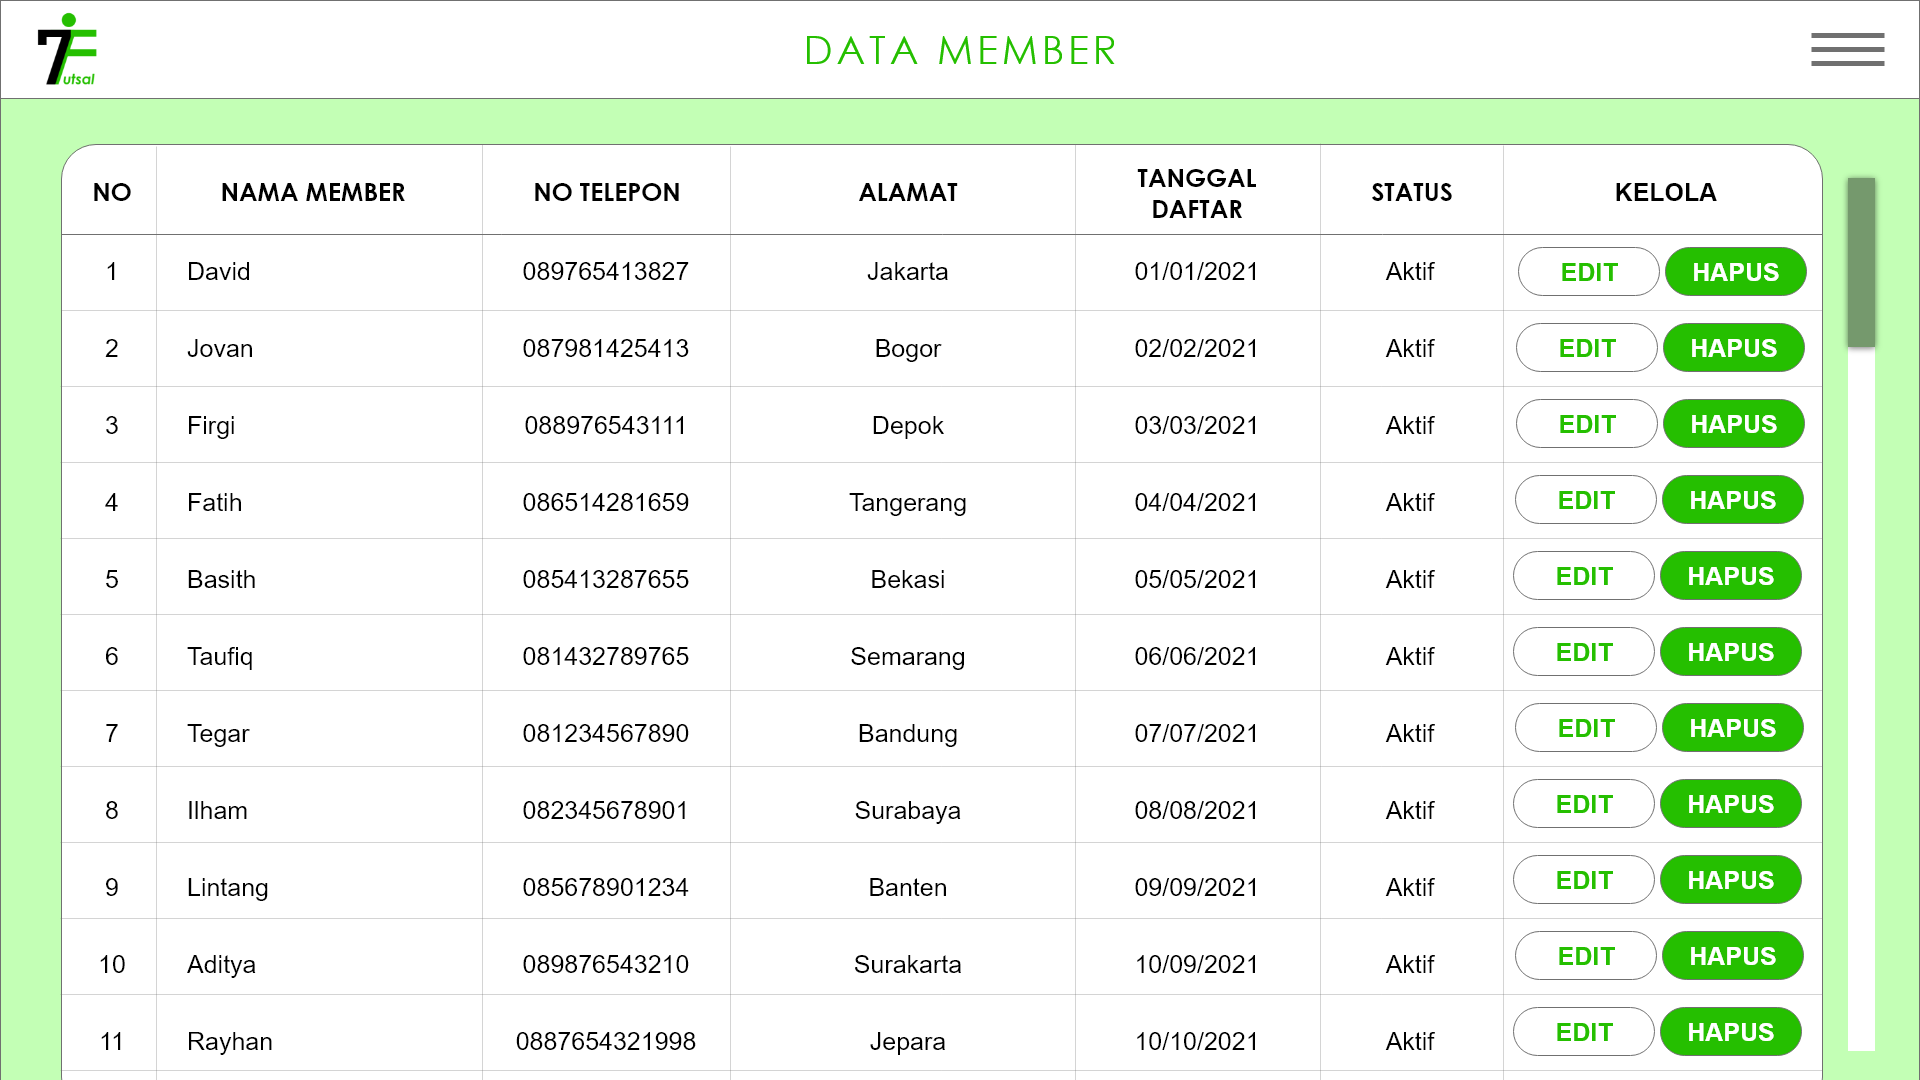 7Futsal
DATA MEMBER
NO NAMA MEMBER NO TELEPON ALAMAT TANGGAL DAFTAR STATUS KELOLA
1 David 089765413827 Jakarta 01/01/2021 Aktif EDIT HAPUS
2 Jovan 087981425413 Bogor 02/02/2021 Aktif EDIT HAPUS
3 Firgi 088976543111 Depok 03/03/2021 Aktif EDIT HAPUS
4 Fatih 086514281659 Tangerang 04/04/2021 Aktif EDIT HAPUS
5 Basith 085413287655 Bekasi 05/05/2021 Aktif EDIT HAPUS
6 Taufiq 081432789765 Semarang 06/06/2021 Aktif EDIT HAPUS
7 Tegar 081234567890 Bandung 07/07/2021 Aktif EDIT HAPUS
8 Ilham 082345678901 Surabaya 08/08/2021 Aktif EDIT HAPUS
9 Lintang 085678901234 Banten 09/09/2021 Aktif EDIT HAPUS
10 Aditya 089876543210 Surakarta 10/09/2021 Aktif EDIT HAPUS
11 Rayhan 0887654321998 Jepara 10/10/2021 Aktif EDIT HAPUS